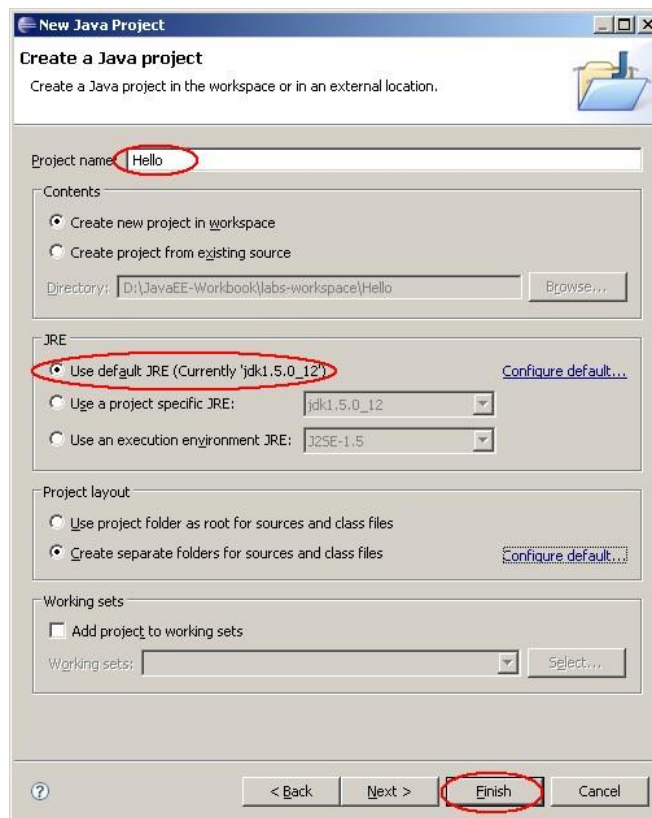 New Java Project
Create a Java project
Create a Java project in the workspace or in an external location.
Project name: Hello
Contents
Create new project in workspace
Create project from existing source
Directory: D:\JavaEE-Workbook\labs-workspace\Hello Browse...
JRE
Use default JRE (Currently 'jdk1.5.0_12') Configure default...
Use a project specific JRE: jdk1.5.0_12
Use an execution environment JRE: J2SE-1.5
Project layout
Use project folder as root for sources and class files
Create separate folders for sources and class files Configure default...
Working sets
Add project to working sets
Working sets: Select...
? < Back Next > Finish Cancel